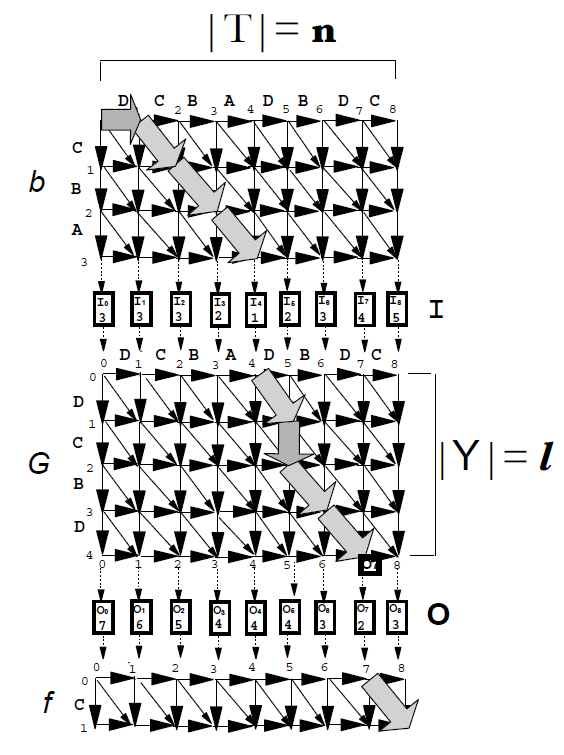 | T | = n
D C B A D B D C
2 3 4 5 6 7 8
C
1
b
B
2
A
3
I0 I1 I2 I3 I4 I5 I6 I7 I8 I
3 3 3 2 1 2 3 4 5
D C B A D B D C
0 1 2 3 4 5 6 7 8
0
D
1
C
| Y | = l
G
2
B
3
D
4
0 1 2 3 4 5 6 8
O0 O1 O2 O3 O4 O5 O6 O7 O8 O
7 6 5 4 4 4 3 2 3
0 1 2 3 4 5 6 7 8
0
f C
1